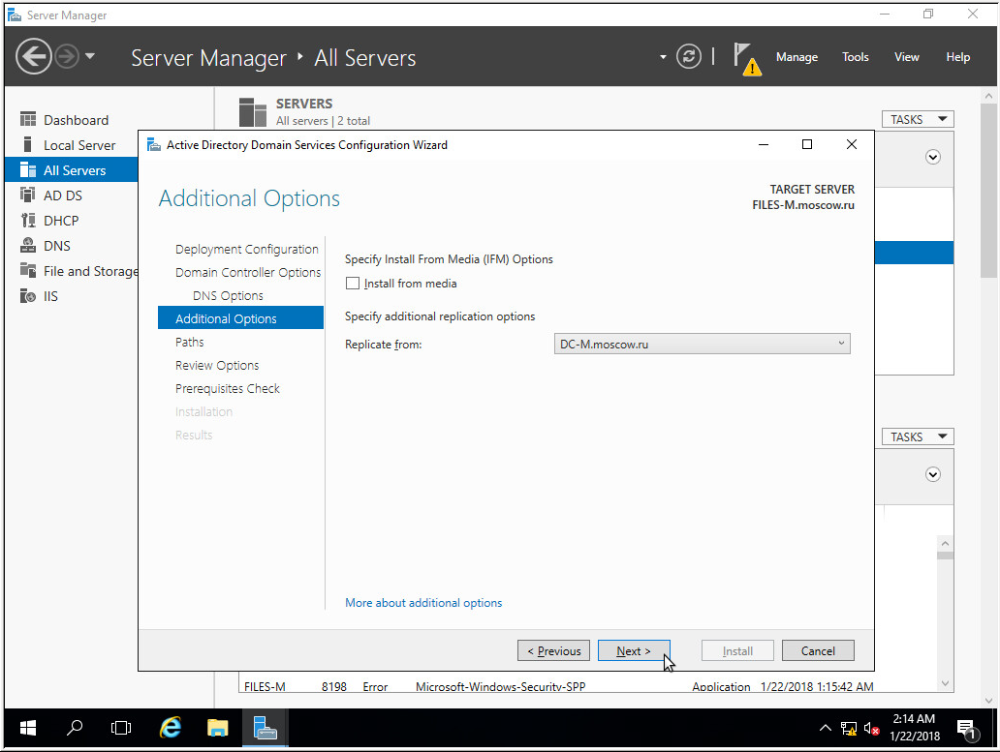 Server Manager
Server Manager ‣ All Servers
Manage Tools View Help
Dashboard
Local Server
All Servers
AD DS
DHCP
DNS
File and Storage
IIS
SERVERS
All servers | 2 total
TASKS
Active Directory Domain Services Configuration Wizard
Additional Options
TARGET SERVER
FILES-M.moscow.ru
Deployment Configuration
Domain Controller Options
DNS Options
Additional Options
Paths
Review Options
Prerequisites Check
Installation
Results
Specify Install From Media (IFM) Options
Install from media
Specify additional replication options
Replicate from: DC-M.moscow.ru
More about additional options
< Previous Next > Install Cancel
TASKS
FILES-M 8198 Error Microsoft-Windows-Security-SPP Application 1/22/2018 1:15:42 AM
2:14 AM
1/22/2018
1